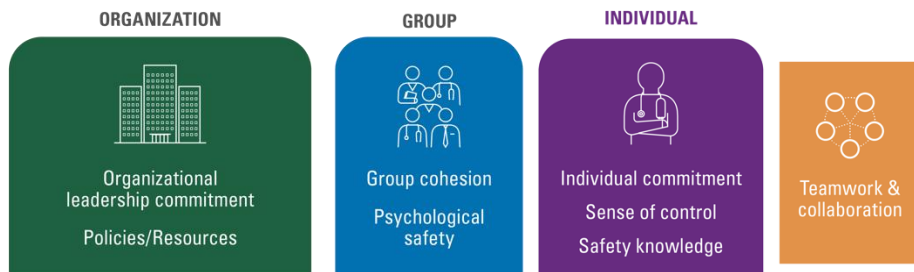 ORGANIZATION
Organizational
leadership commitment
Policies/Resources
GROUP
Group cohesion
Psychological
safety
INDIVIDUAL
Individual commitment
Sense of control
Safety knowledge
Teamwork &
collaboration